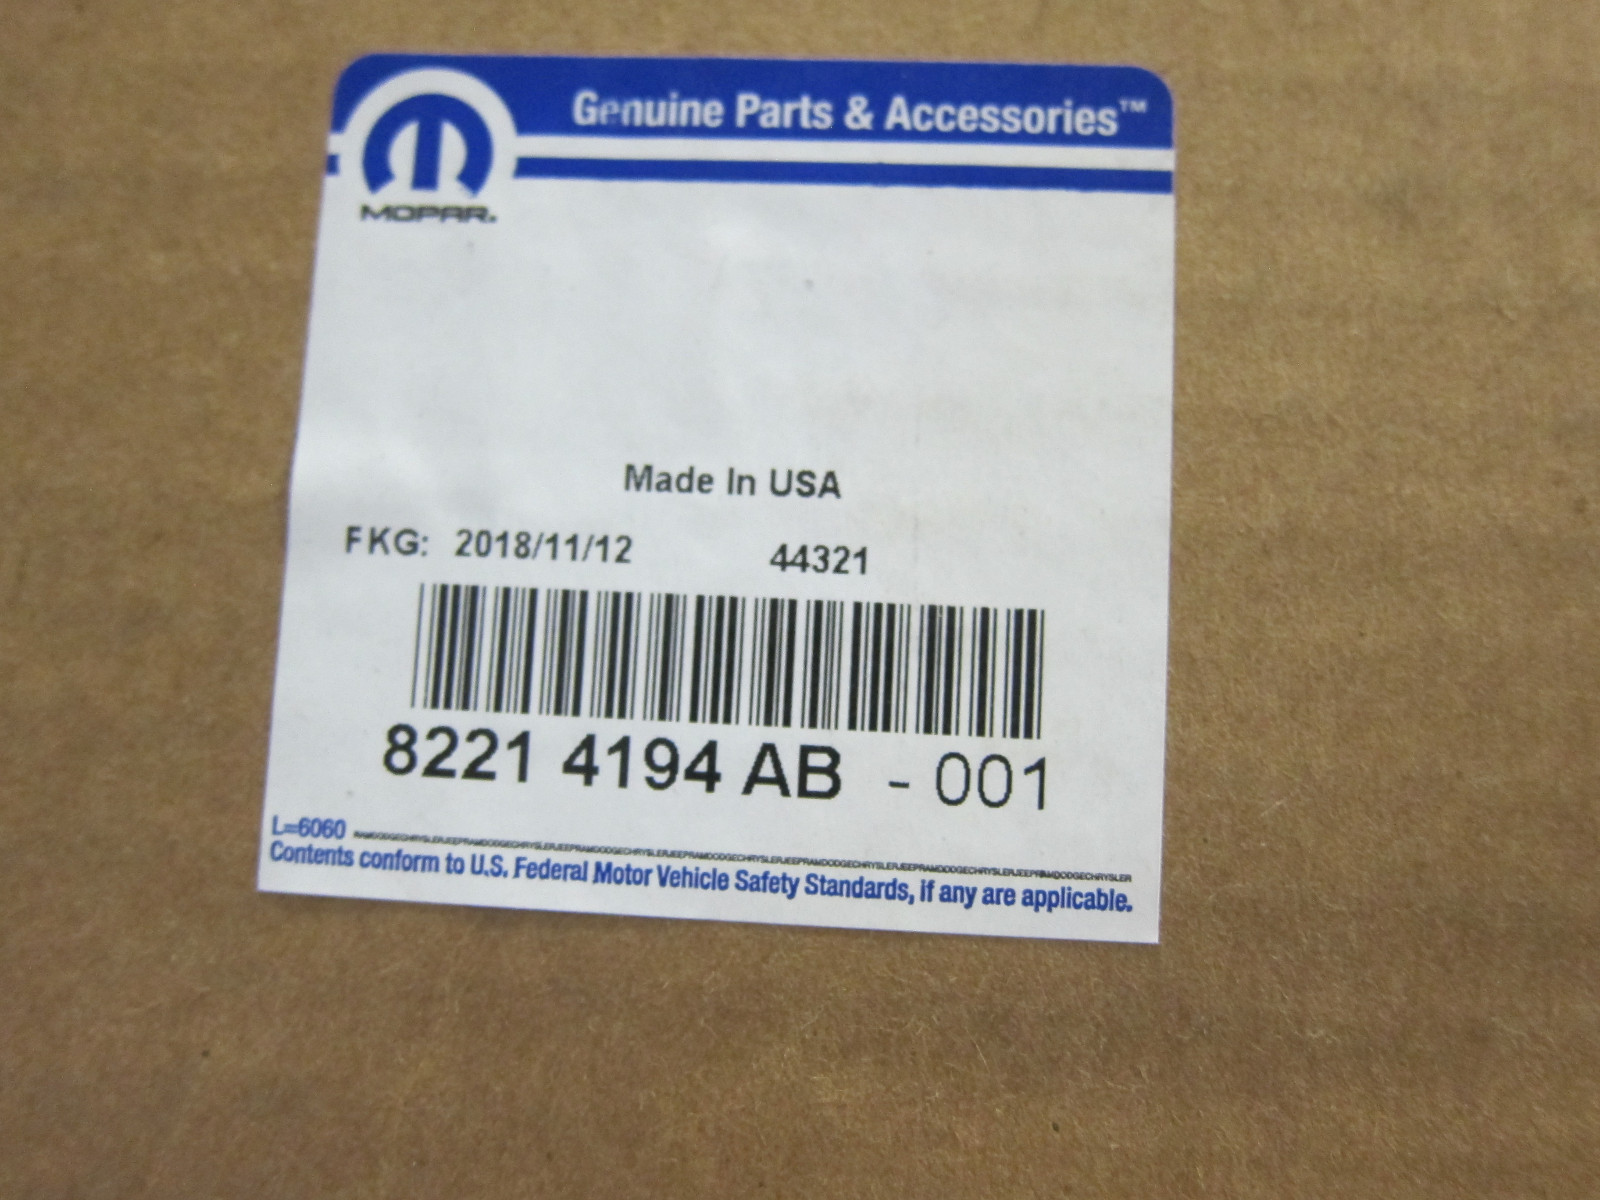 Genuine Parts & Accessories™
MOPAR.
Made In USA
FKG: 2018/11/12 44321
8221 4194 AB - 001
L=6060 RAMDODGECHRYSLERJEEPRAMDODGECHRYSLERJEEPRAMDODGECHRYSLERJEEPRAMDODGECHRYSLERJEEPRAMDODGECHRYSLERJEEPRAMDODGECHRYSLERJEEPRAMDODGECHRYSLER
Contents conform to U.S. Federal Motor Vehicle Safety Standards, if any are applicable.